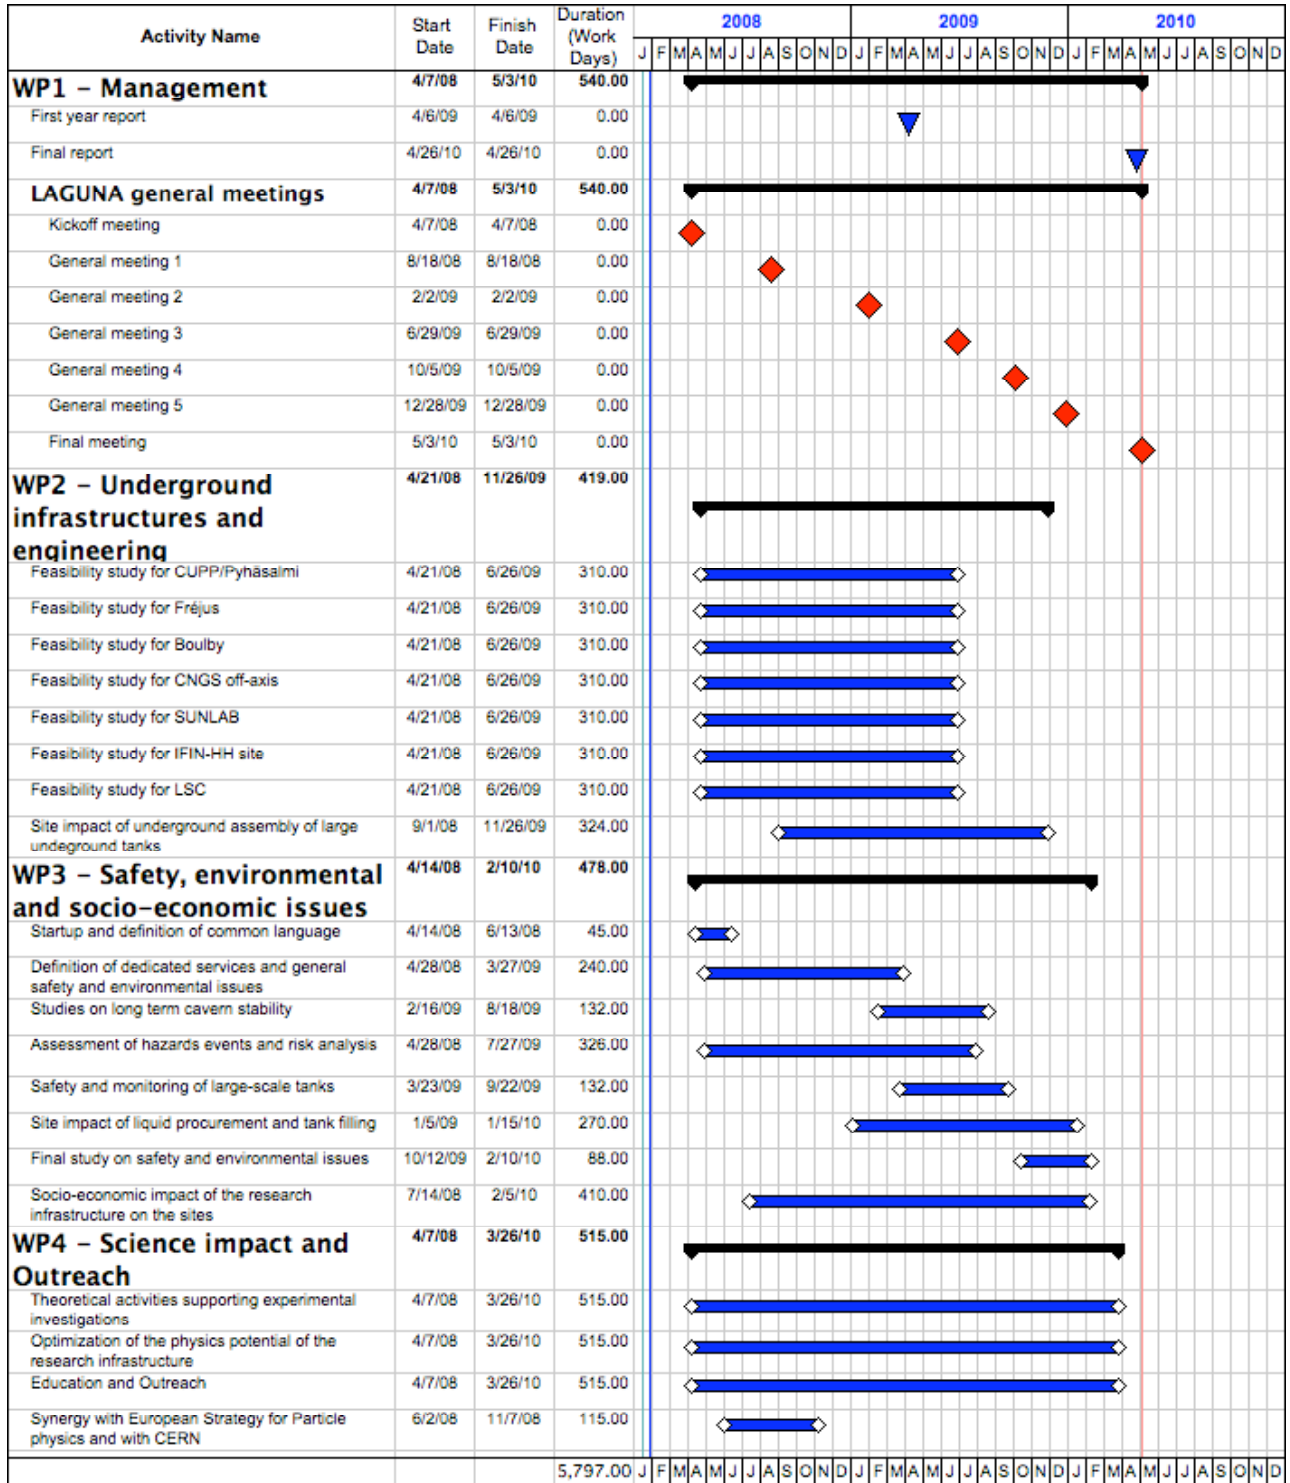 Activity Name Start Date Finish Date Duration (Work Days) 2008 2009 2010
J F M A M J J A S O N D J F M A M J J A S O N D J F M A M J J A S O N D
WP1 – Management 4/7/08 5/3/10 540.00
First year report 4/6/09 4/6/09 0.00
Final report 4/26/10 4/26/10 0.00
LAGUNA general meetings 4/7/08 5/3/10 540.00
Kickoff meeting 4/7/08 4/7/08 0.00
General meeting 1 8/18/08 8/18/08 0.00
General meeting 2 2/2/09 2/2/09 0.00
General meeting 3 6/29/09 6/29/09 0.00
General meeting 4 10/5/09 10/5/09 0.00
General meeting 5 12/28/09 12/28/09 0.00
Final meeting 5/3/10 5/3/10 0.00
WP2 – Underground 4/21/08 11/26/09 419.00
infrastructures and
engineering
Feasibility study for CUPP/Pyhäsalmi 4/21/08 6/26/09 310.00
Feasibility study for Fréjus 4/21/08 6/26/09 310.00
Feasibility study for Boulby 4/21/08 6/26/09 310.00
Feasibility study for CNGS off-axis 4/21/08 6/26/09 310.00
Feasibility study for SUNLAB 4/21/08 6/26/09 310.00
Feasibility study for IFIN-HH site 4/21/08 6/26/09 310.00
Feasibility study for LSC 4/21/08 6/26/09 310.00
Site impact of underground assembly of large 9/1/08 11/26/09 324.00
undeground tanks
WP3 – Safety, environmental 4/14/08 2/10/10 478.00
and socio-economic issues
Startup and definition of common language 4/14/08 6/13/08 45.00
Definition of dedicated services and general 4/28/08 3/27/09 240.00
safety and environmental issues
Studies on long term cavern stability 2/16/09 8/18/09 132.00
Assessment of hazards events and risk analysis 4/28/08 7/27/09 326.00
Safety and monitoring of large-scale tanks 3/23/09 9/22/09 132.00
Site impact of liquid procurement and tank filling 1/5/09 1/15/10 270.00
Final study on safety and environmental issues 10/12/09 2/10/10 88.00
Socio-economic impact of the research 7/14/08 2/5/10 410.00
infrastructure on the sites
WP4 – Science impact and 4/7/08 3/26/10 515.00
Outreach
Theoretical activities supporting experimental 4/7/08 3/26/10 515.00
investigations
Optimization of the physics potential of the 4/7/08 3/26/10 515.00
research infrastructure
Education and Outreach 4/7/08 3/26/10 515.00
Synergy with European Strategy for Particle 6/2/08 11/7/08 115.00
physics and with CERN
5,797.00 J F M A M J J A S O N D J F M A M J J A S O N D J F M A M J J A S O N D